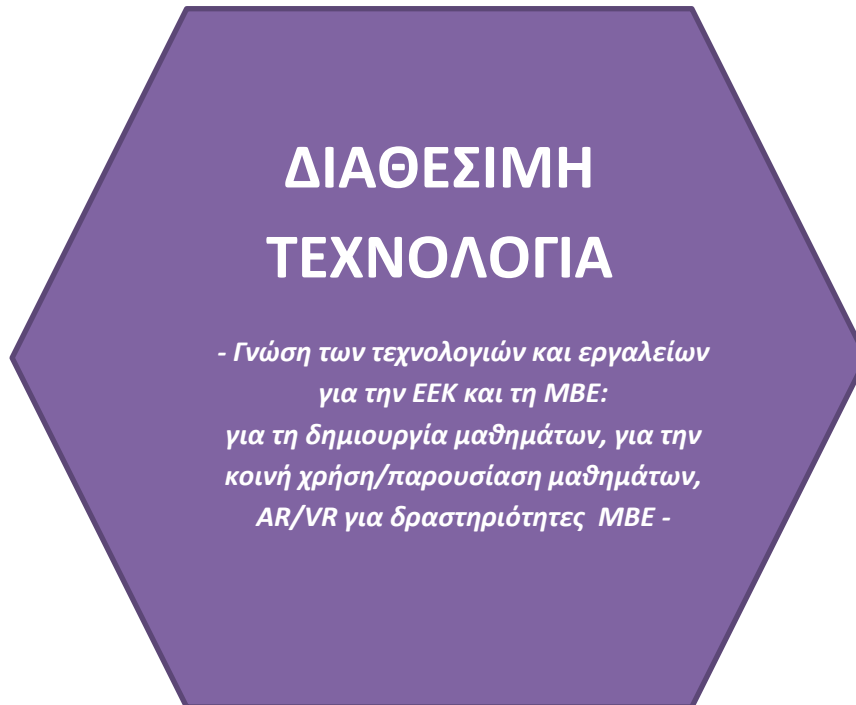 ΔΙΑΘΕΣΙΜΗ
ΤΕΧΝΟΛΟΓΙΑ
- Γνώση των τεχνολογιών και εργαλείων
για την ΕΕΚ και τη ΜΒΕ:
για τη δημιουργία μαθημάτων, για την
κοινή χρήση/παρουσίαση μαθημάτων,
AR/VR για δραστηριότητες ΜΒΕ -